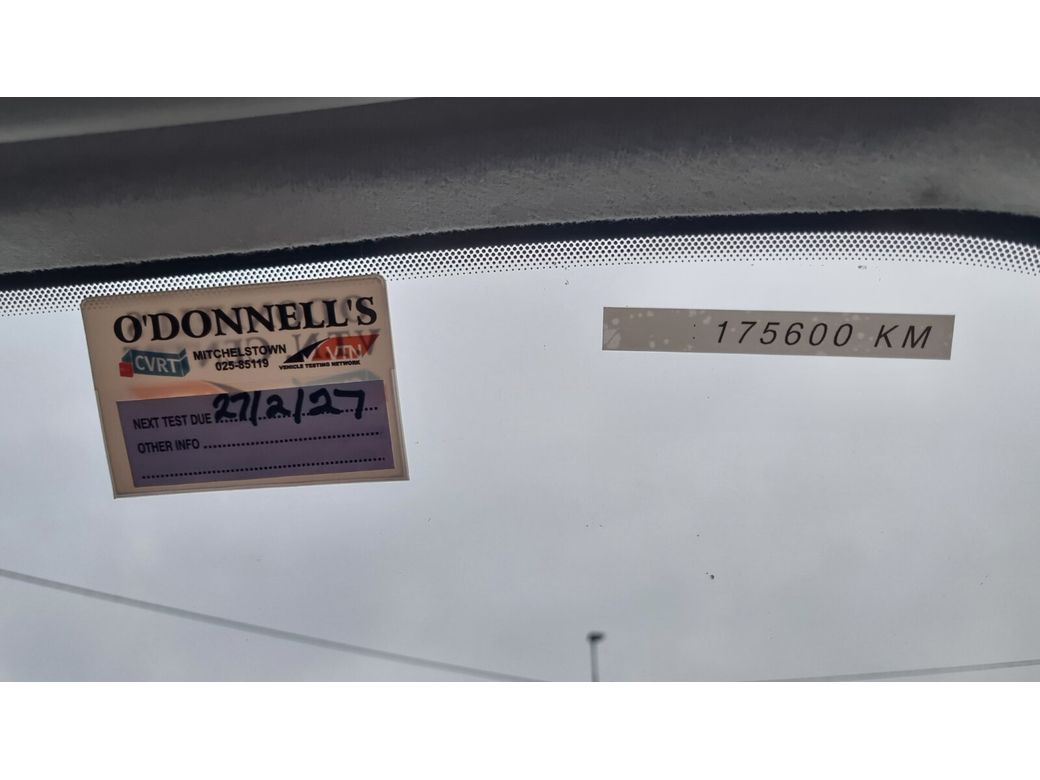 O'DONNELL'S
CVRT
MITCHELSTOWN
025-85119
VTN
VEHICLE TESTING NETWORK
NEXT TEST DUE 27/2/27
OTHER INFO
175600 KM